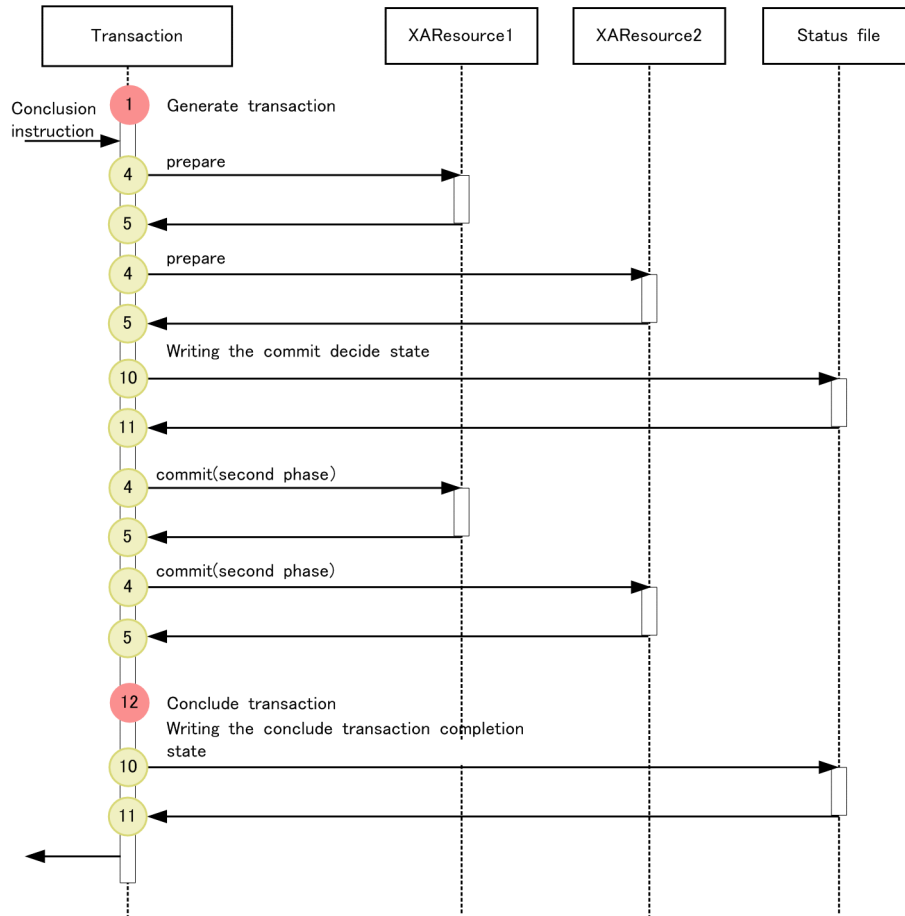 Transaction
XAResource1
XAResource2
Status file
1
Generate transaction
Conclusion
instruction
4
prepare
5
4
prepare
5
Writing the commit decide state
10
11
4
commit(second phase)
5
4
commit(second phase)
5
12
Conclude transaction
Writing the conclude transaction completion
state
10
11